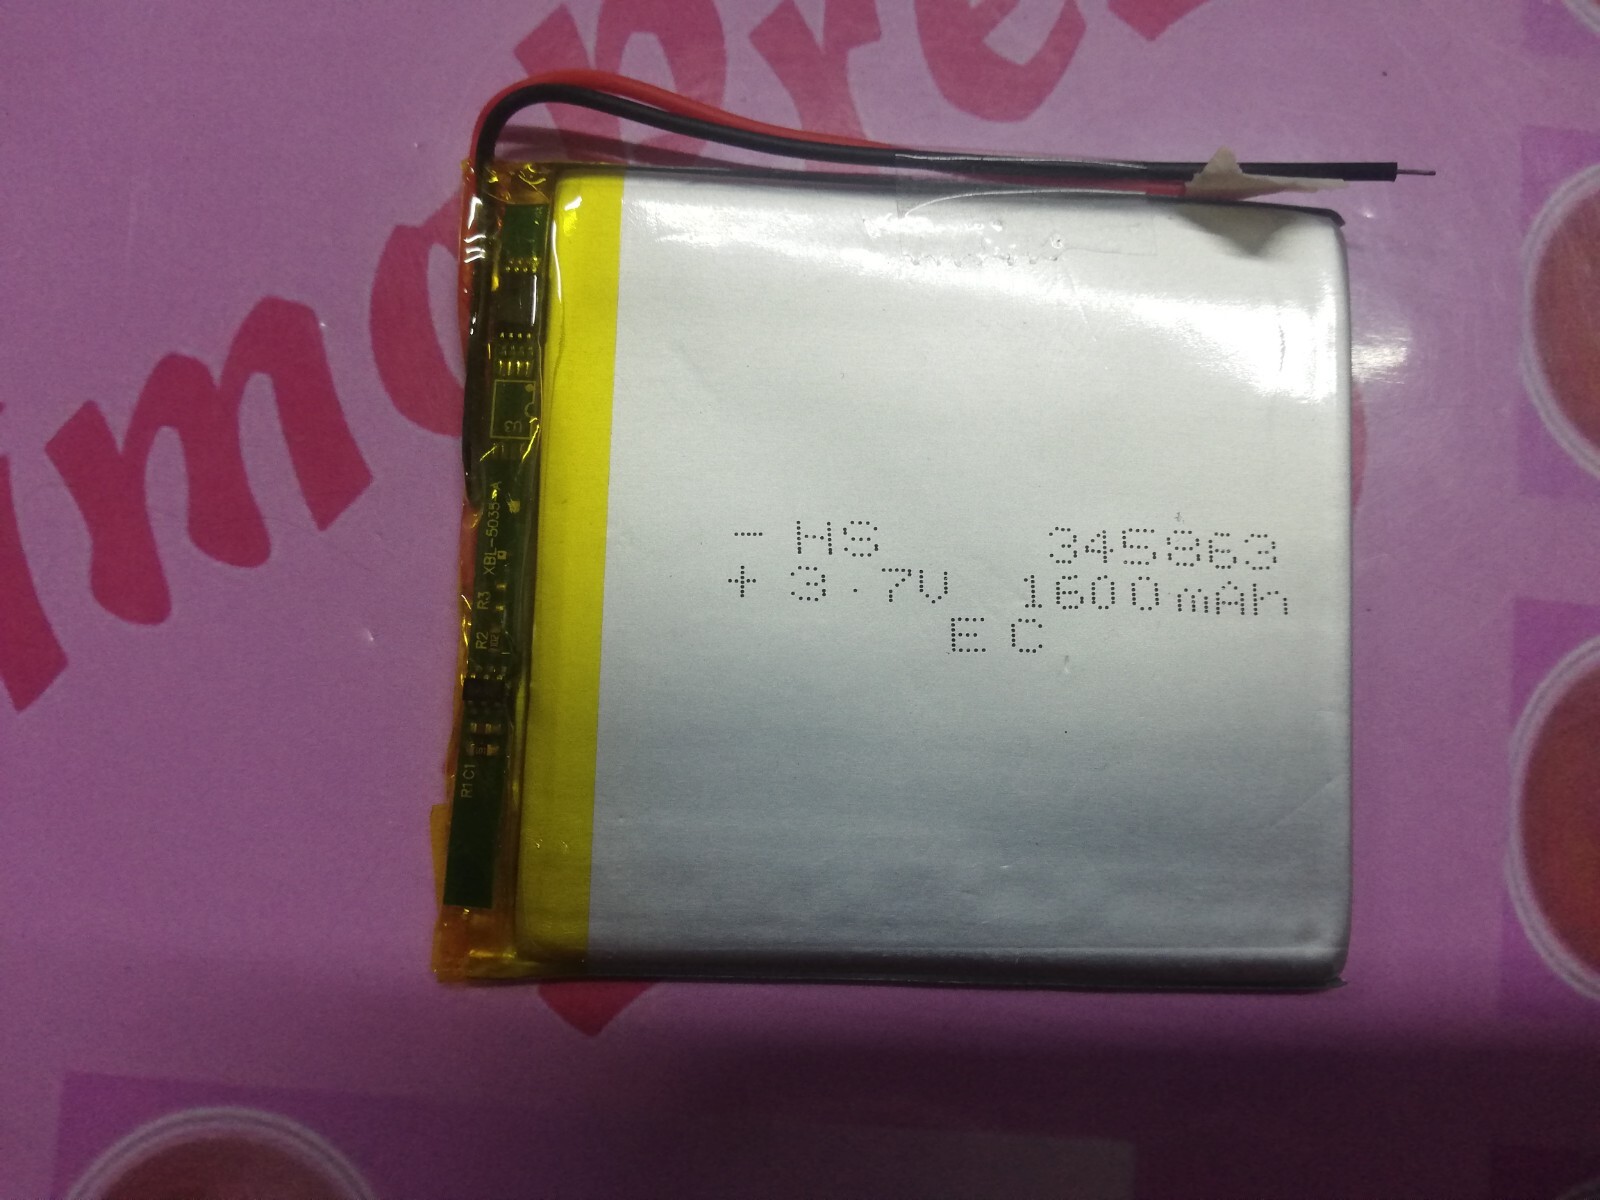 - HS 345863
+ 3.7V 1600mAh
EC
XBL-5035-A
R3
R2
R1C1